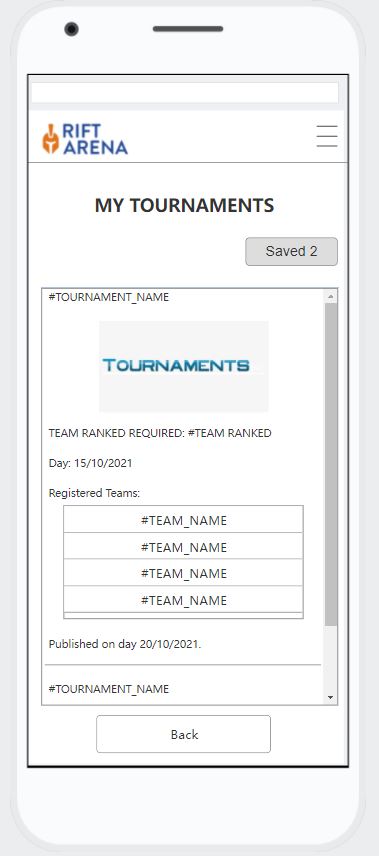 RIFT
ARENA
MY TOURNAMENTS
Saved 2
#TOURNAMENT_NAME
TOURNAMENTS
TEAM RANKED REQUIRED: #TEAM RANKED
Day: 15/10/2021
Registered Teams:
#TEAM_NAME
#TEAM_NAME
#TEAM_NAME
#TEAM_NAME
Published on day 20/10/2021.
#TOURNAMENT_NAME
Back